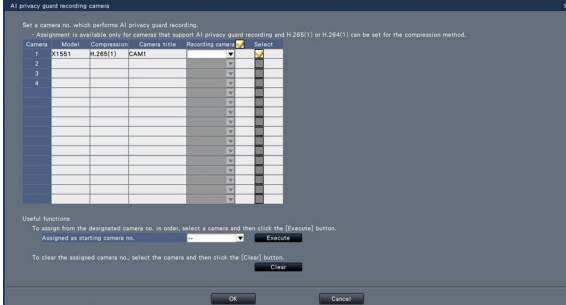 AI privacy guard recording camera
Set a camera no. which performs AI privacy guard recording.
- Assignment is available only for cameras that support AI privacy guard recording and H.265(1) or H.264(1) can be set for the compression method.
Camera Model Compression Camera title Recording camera Select
1 X1551 H.265(1) CAM1
2
3
4
Useful functions
To assign from the designated camera no. in order, select a camera and then click the [Execute] button.
Assigned as starting camera no. -- Execute
To clear the assigned camera no., select the camera and then click the [Clear] button.
Clear
OK Cancel